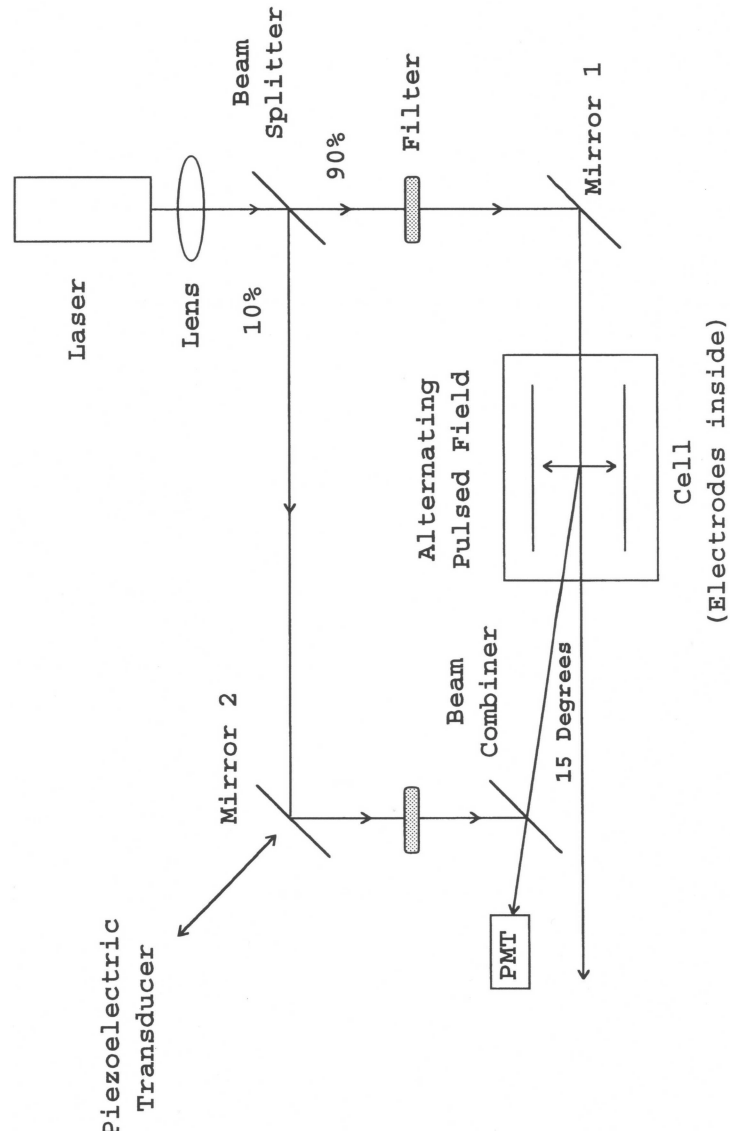 Laser
Lens
10%
Beam
Splitter
90%
Filter
Mirror 1
Piezoelectric
Transducer
Mirror 2
Beam
Combiner
15 Degrees
PMT
Alternating
Pulsed Field
Cell
(Electrodes inside)